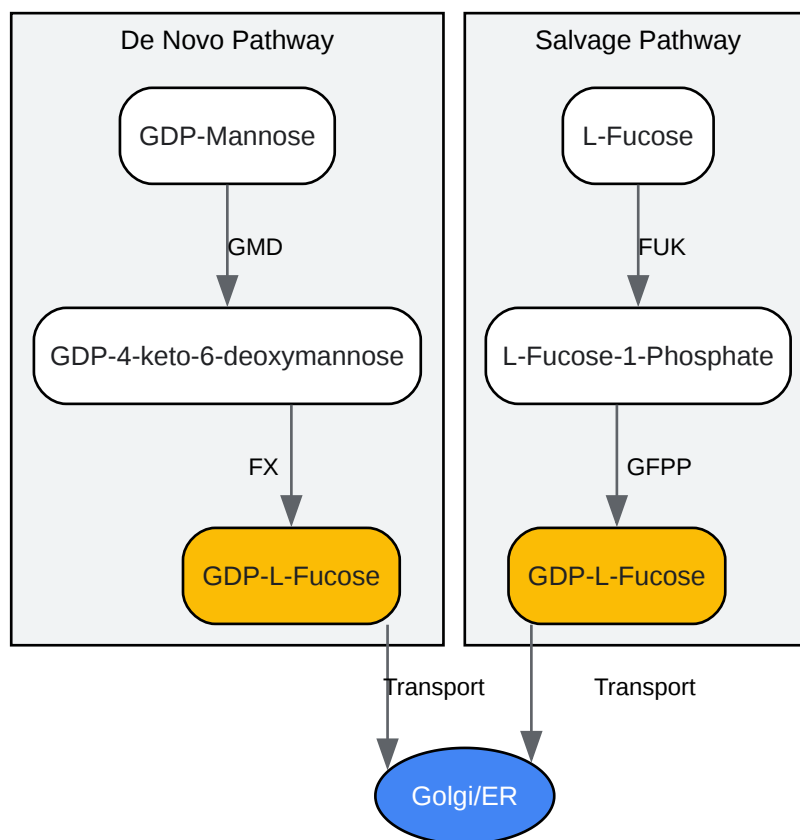 De Novo Pathway
GDP-Mannose
GMD
GDP-4-keto-6-deoxymannose
FX
GDP-L-Fucose
Transport
Salvage Pathway
L-Fucose
FUK
L-Fucose-1-Phosphate
GFPP
GDP-L-Fucose
Transport
Golgi/ER